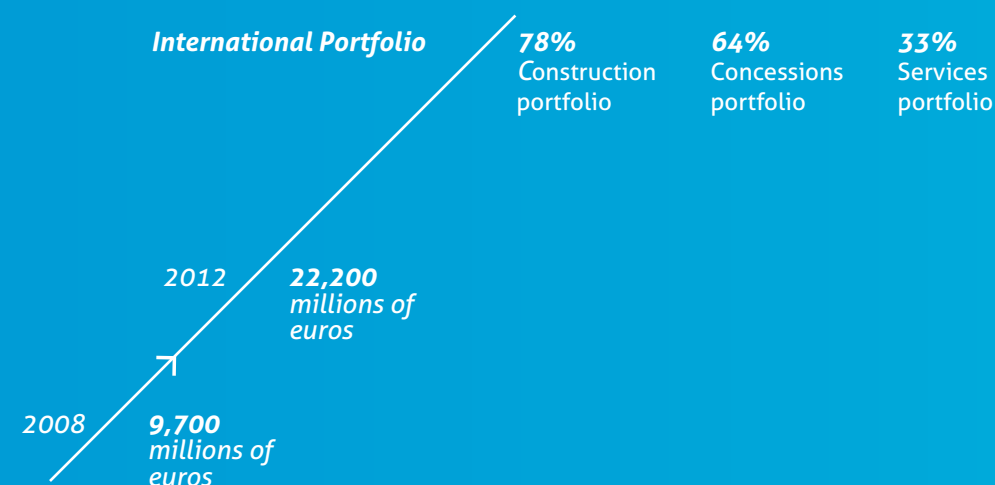 International Portfolio
78%
Construction
portfolio
64%
Concessions
portfolio
33%
Services
portfolio
2012
22,200
millions of
euros
2008
9,700
millions of
euros